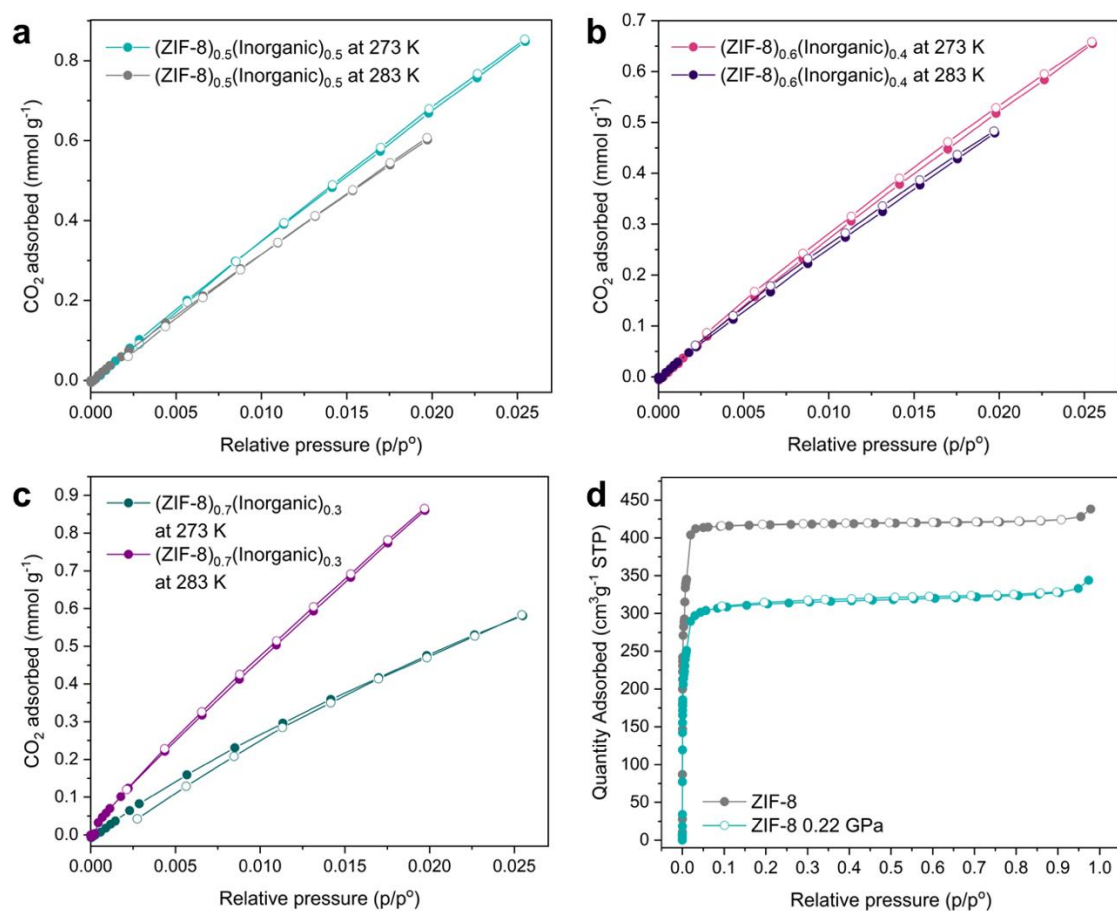 a
(ZIF-8)0.5(Inorganic)0.5 at 273 K
(ZIF-8)0.5(Inorganic)0.5 at 283 K
CO2 adsorbed (mmol g-1)
0.8
0.6
0.4
0.2
0.0
0.000 0.005 0.010 0.015 0.020 0.025
Relative pressure (p/po)
b
(ZIF-8)0.6(Inorganic)0.4 at 273 K
(ZIF-8)0.6(Inorganic)0.4 at 283 K
CO2 adsorbed (mmol g-1)
0.7
0.6
0.5
0.4
0.3
0.2
0.1
0.0
0.000 0.005 0.010 0.015 0.020 0.025
Relative pressure (p/po)
c
(ZIF-8)0.7(Inorganic)0.3
at 273 K
(ZIF-8)0.7(Inorganic)0.3
at 283 K
CO2 adsorbed (mmol g-1)
0.9
0.8
0.7
0.6
0.5
0.4
0.3
0.2
0.1
0.0
0.000 0.005 0.010 0.015 0.020 0.025
Relative pressure (p/po)
d
Quantity Adsorbed (cm3g-1 STP)
450
400
350
300
250
200
150
100
50
0
ZIF-8
ZIF-8 0.22 GPa
0.0 0.1 0.2 0.3 0.4 0.5 0.6 0.7 0.8 0.9 1.0
Relative pressure (p/po)